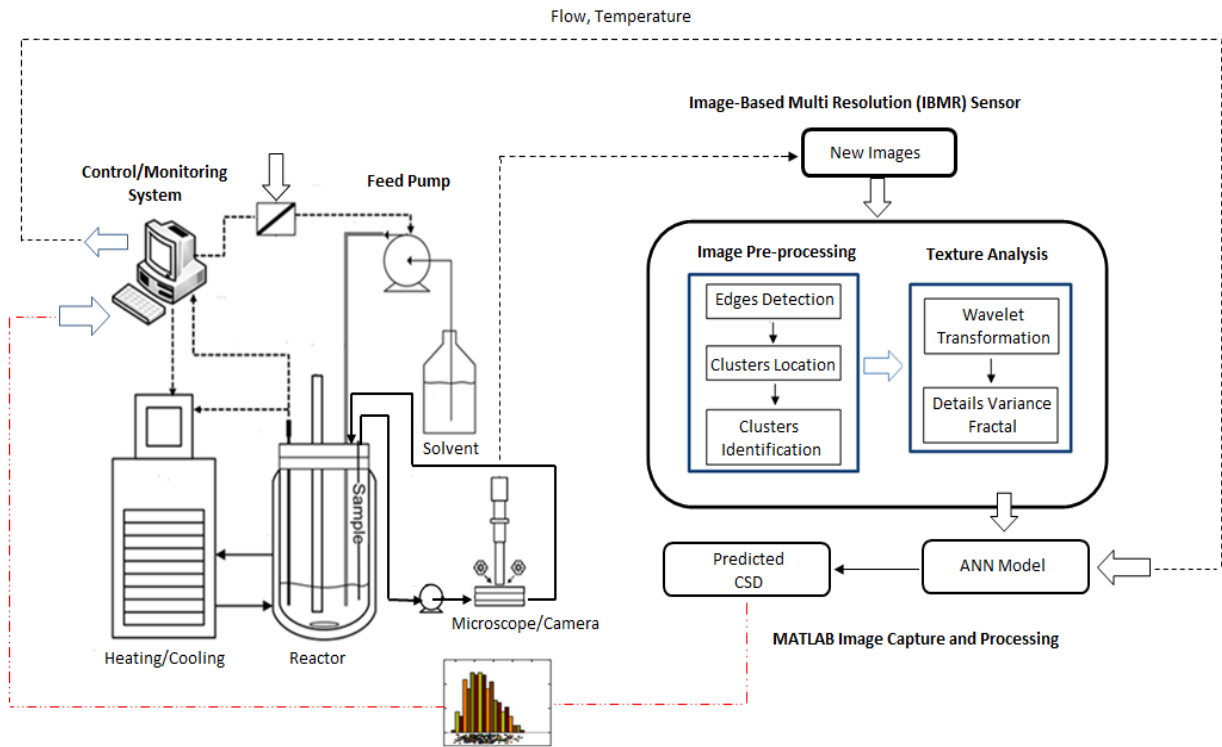 Flow, Temperature
Image-Based Multi Resolution (IBMR) Sensor
New Images
Control/Monitoring
System
Feed Pump
Image Pre-processing
Texture Analysis
Edges Detection
Clusters Location
Clusters
Identification
Wavelet
Transformation
Details Variance
Fractal
Solvent
Sample
Predicted
CSD
ANN Model
Microscope/Camera
MATLAB Image Capture and Processing
Heating/Cooling
Reactor